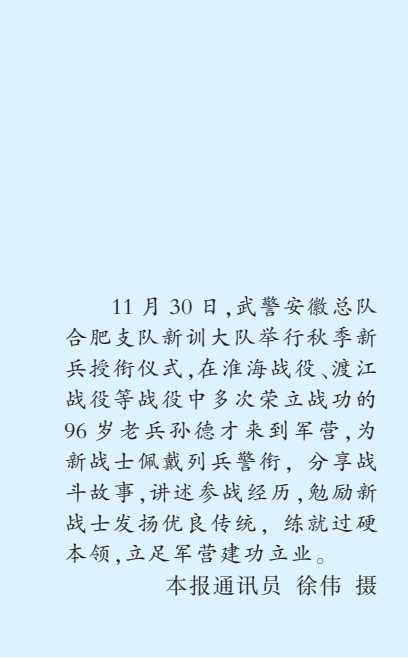 11 月 30 日,武警安徽总队
合肥支队新训大队举行秋季新
兵授衔仪式,在淮海战役、渡江
战役等战役中多次荣立战功的
96 岁老兵孙德才来到军营,为
新战士佩戴列兵警衔，分享战
斗故事,讲述参战经历,勉励新
战士发扬优良传统，练就过硬
本领,立足军营建功立业。
本报通讯员 徐伟 摄